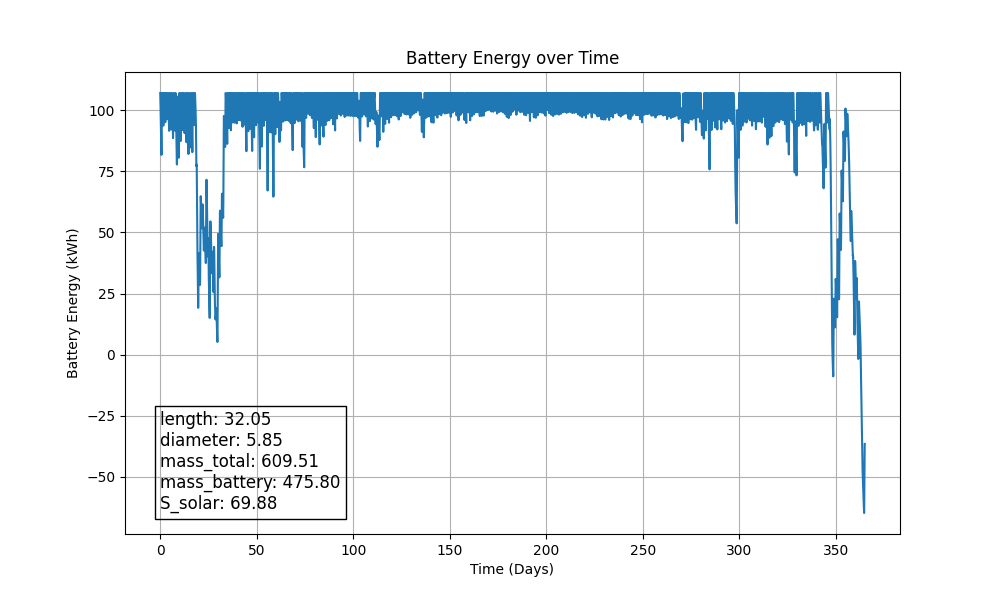 Battery Energy over Time
Battery Energy (kWh)
100
75
50
25
0
−25
−50
length: 32.05
diameter: 5.85
mass_total: 609.51
mass_battery: 475.80
S_solar: 69.88
0 50 100 150 200 250 300 350
Time (Days)